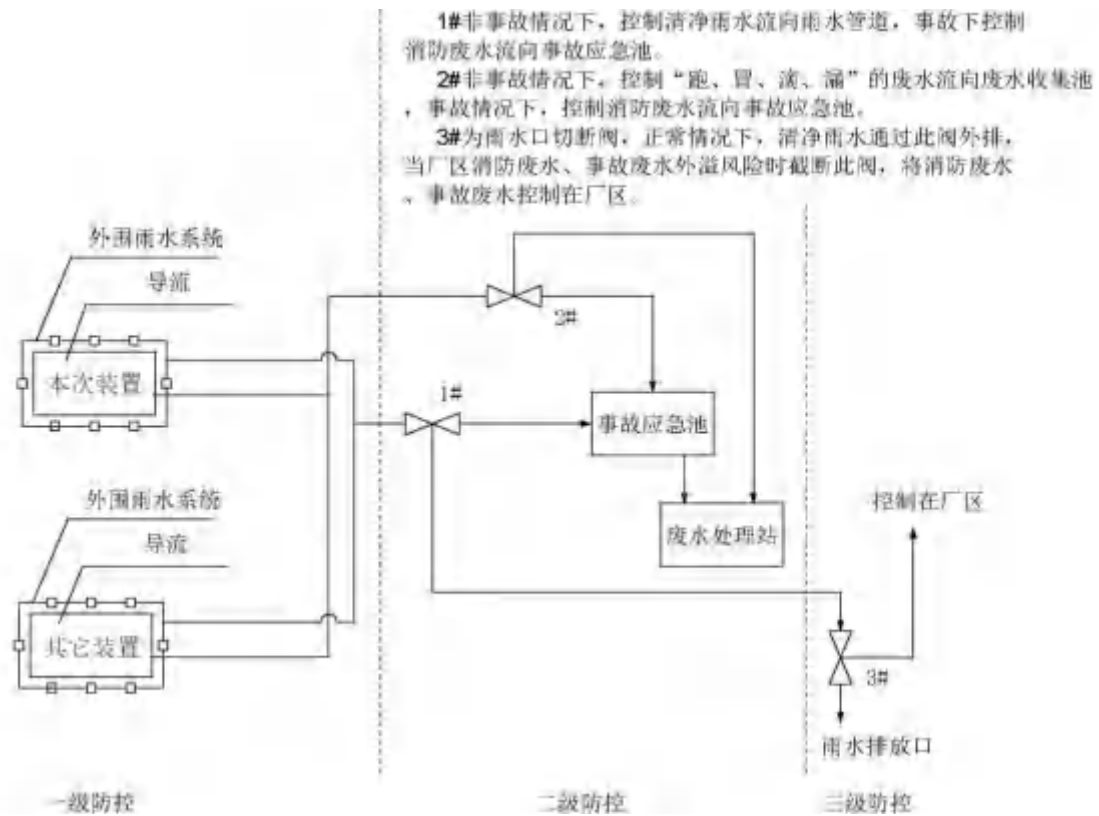 1#非事故情况下，控制清净雨水流向雨水管道，事故下控制
消防废水流向事故应急池。
2#非事故情况下，控制“跑、冒、滴、漏”的废水流向废水收集池
，事故情况下，控制消防废水流向事故应急池。
3#为雨水口切断阀，正常情况下，清净雨水通过此阀外排，
当厂区消防废水、事故废水外溢风险时截断此阀，将消防废水
、事故废水控制在厂区。
外围雨水系统
导流
本次装置
2#
1#
事故应急池
外围雨水系统
导流
废水处理站
控制在厂区
其它装置
3#
雨水排放口
一级防控
二级防控
三级防控